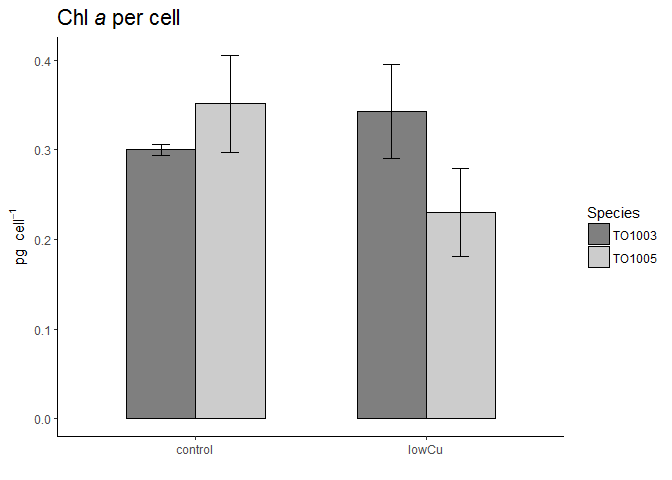 Chl a per cell
0.4
0.3
0.2
0.1
0.0
pg cell⁻¹
control
lowCu
Species
TO1003
TO1005